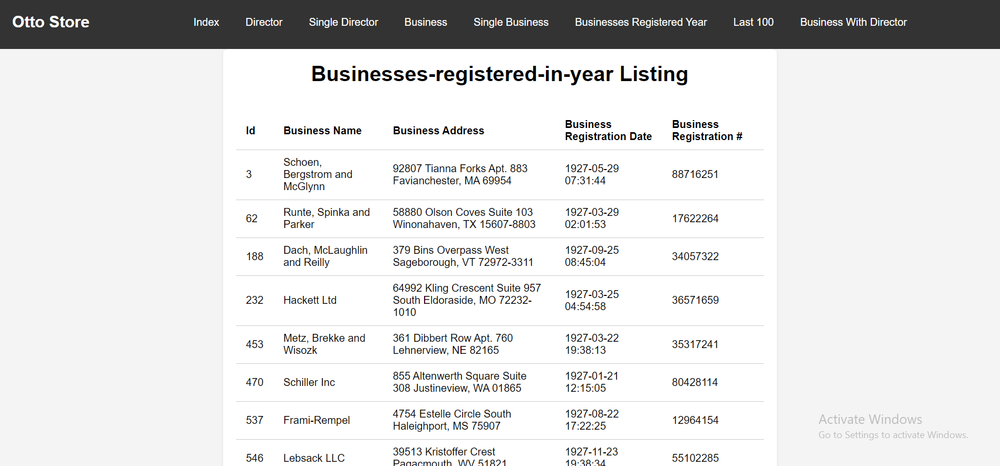 Otto Store
Index Director Single Director Business Single Business Businesses Registered Year Last 100 Business With Director
Businesses-registered-in-year Listing
Id Business Name Business Address Business Registration Date Business Registration #
3 Schoen, Bergstrom and McGlynn 92807 Tianna Forks Apt. 883 Favianchester, MA 69954 1927-05-29 07:31:44 88716251
62 Runte, Spinka and Parker 58880 Olson Coves Suite 103 Winonahaven, TX 15607-8803 1927-03-29 02:01:53 17622264
188 Dach, McLaughlin and Reilly 379 Bins Overpass West Sageborough, VT 72972-3311 1927-09-25 08:45:04 34057322
232 Hackett Ltd 64992 Kling Crescent Suite 957 South Eldoraside, MO 72232-1010 1927-03-25 04:54:58 36571659
453 Metz, Brekke and Wisozk 361 Dibbert Row Apt. 760 Lehnerview, NE 82165 1927-03-22 19:38:13 35317241
470 Schiller Inc 855 Altenwerth Square Suite 308 Justineview, WA 01865 1927-01-21 12:15:05 80428114
537 Frami-Rempel 4754 Estelle Circle South Haleighport, MS 75907 1927-08-22 17:22:25 12964154
546 Lebsack LLC 39513 Kristoffer Crest Pagacmouth, WV 51821 1927-11-23 19:38:34 55102285
Activate Windows
Go to Settings to activate Windows.